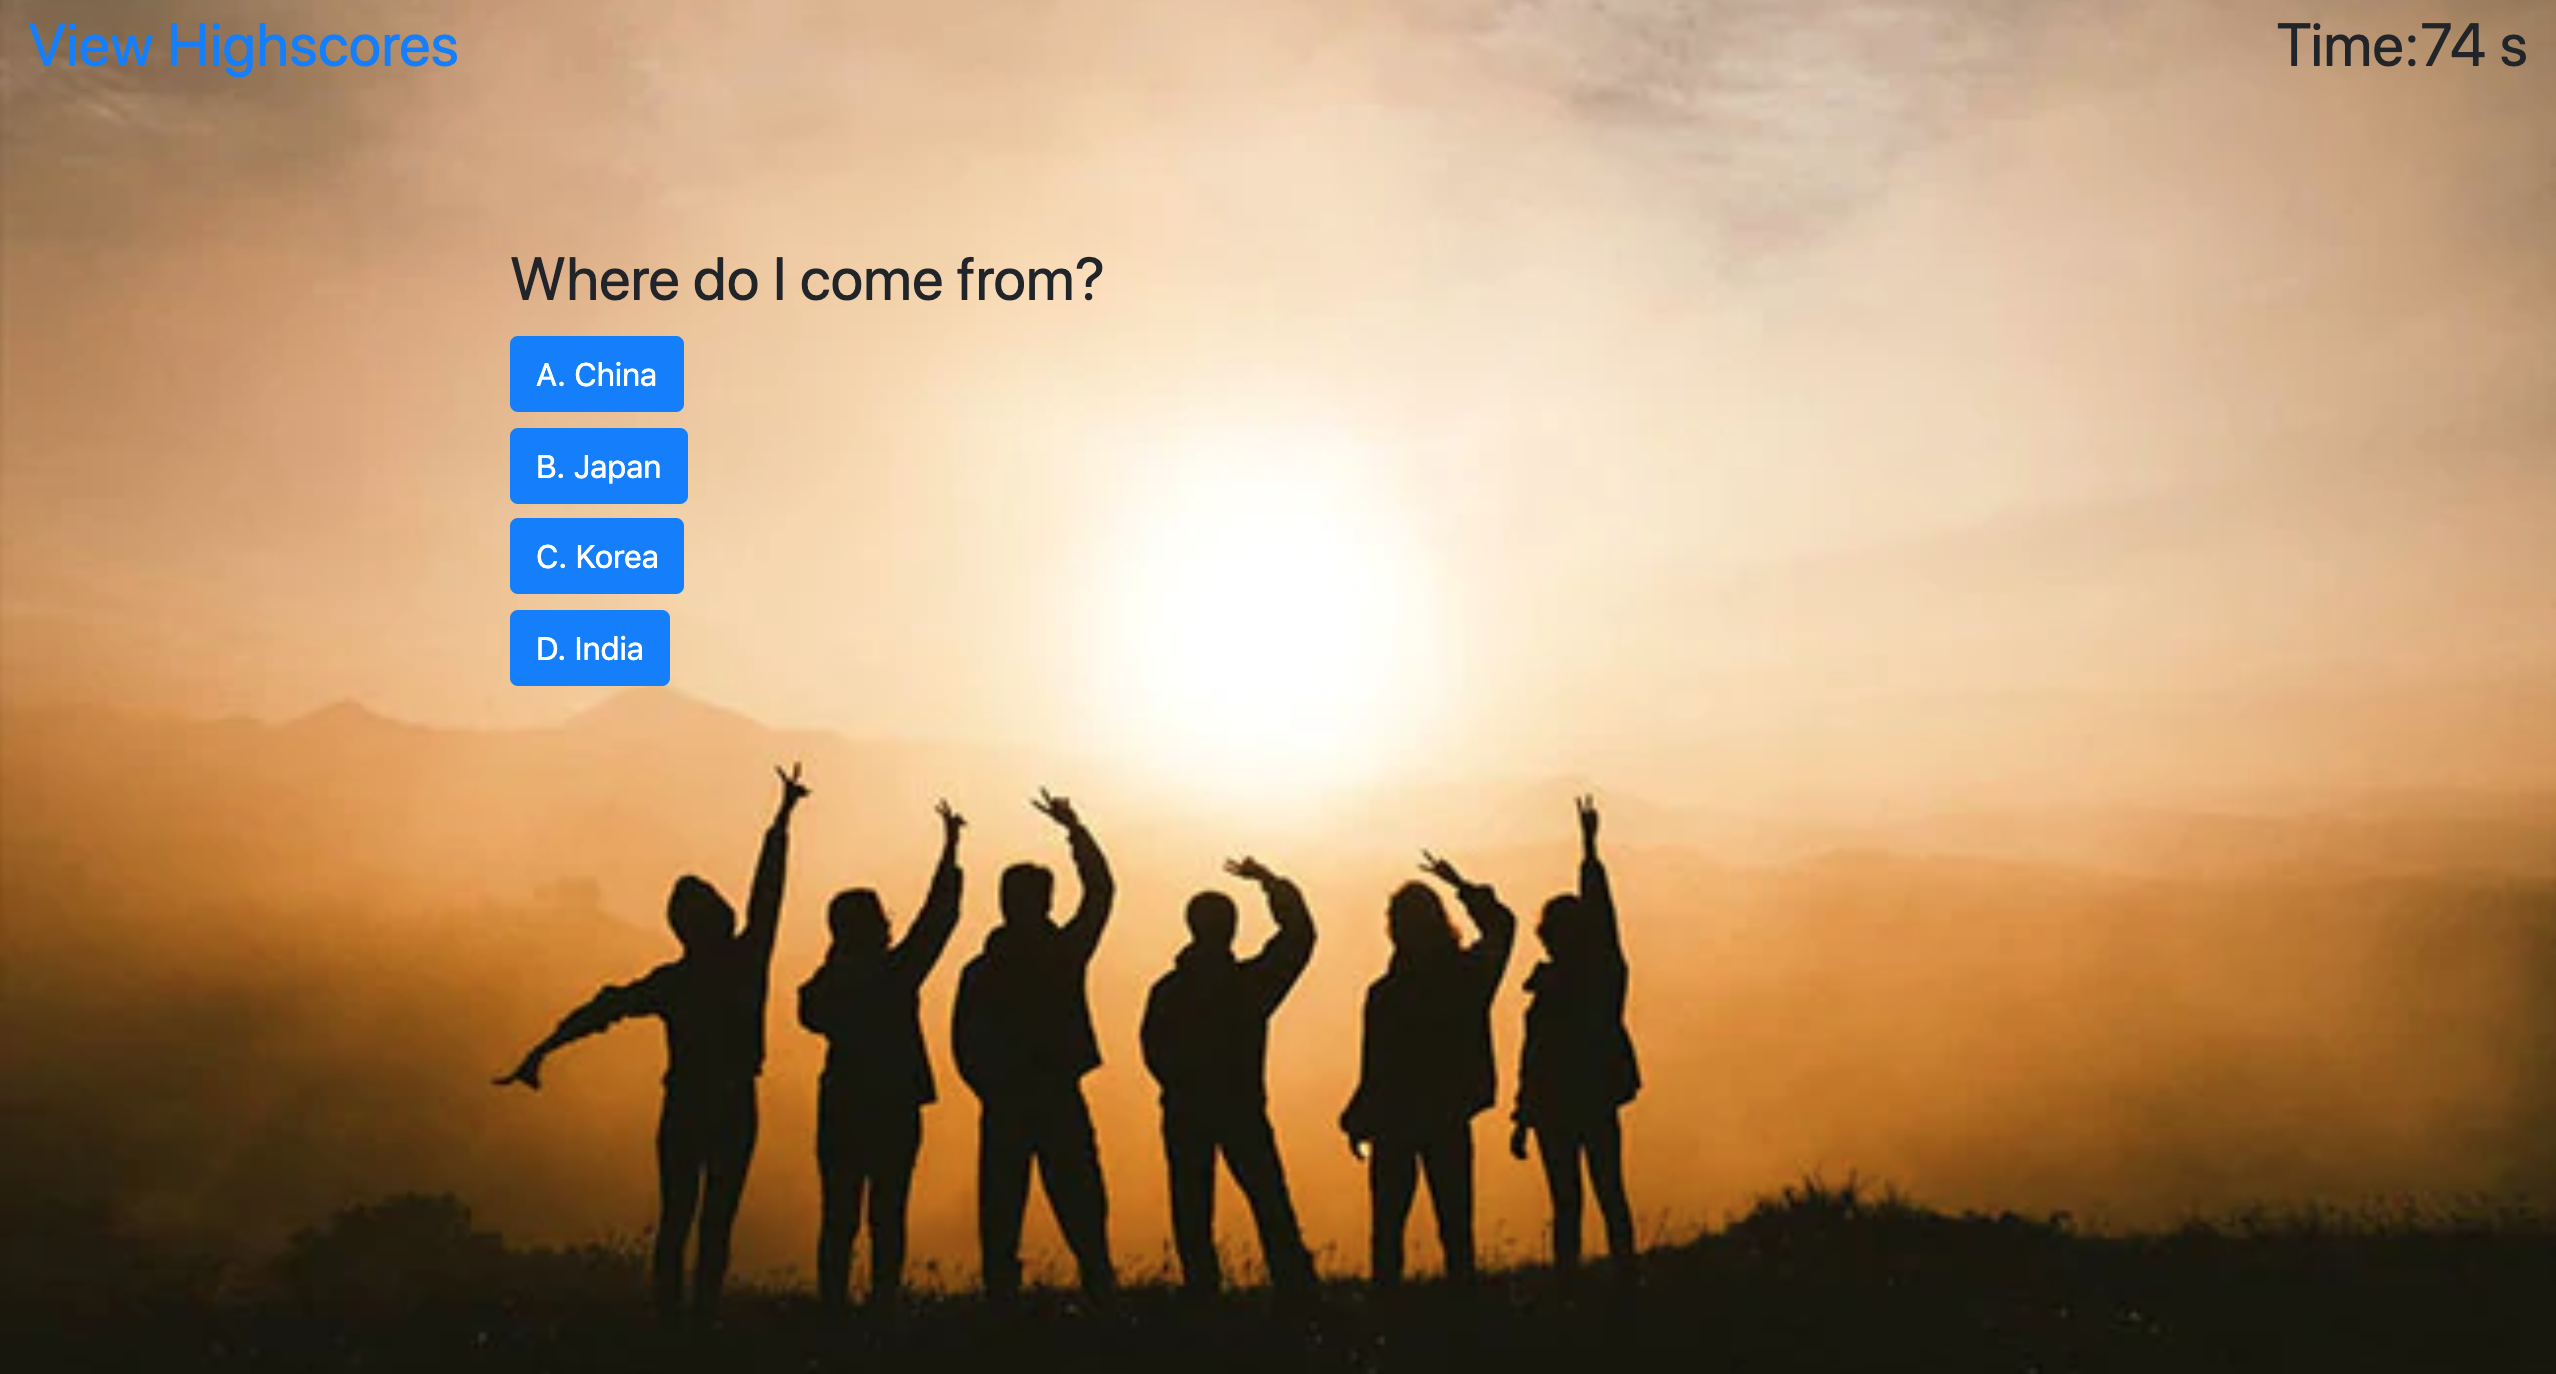 View Highscores
Time:74 s
Where do I come from?
A. China
B. Japan
C. Korea
D. India